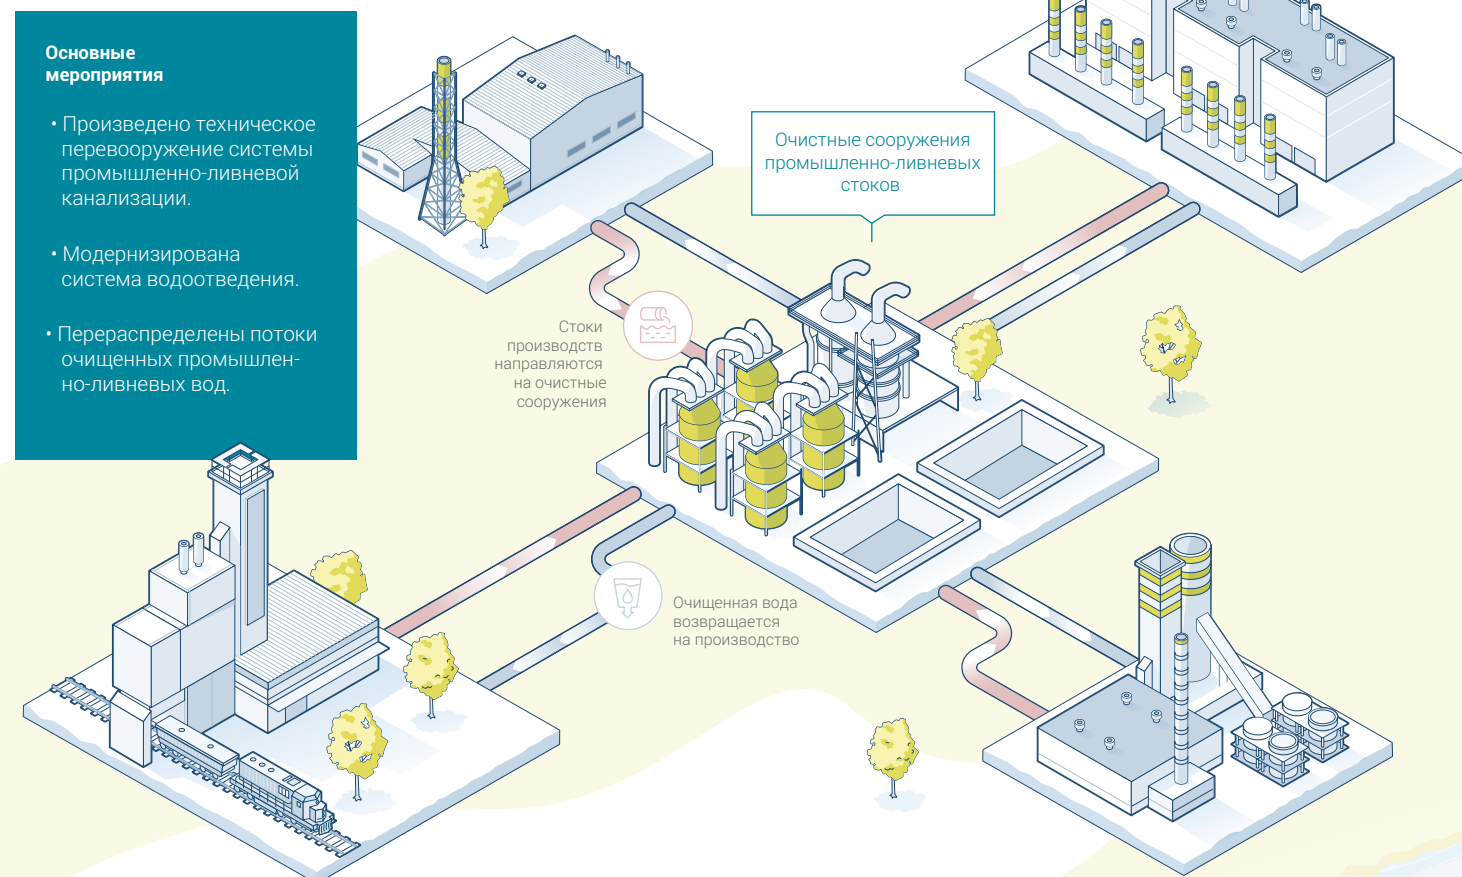 Основные
мероприятия
• Произведено техническое
перевооружение системы
промышленно-ливневой
канализации.
• Модернизирована
система водоотведения.
• Перераспределены потоки
очищенных промышлен-
но-ливневых вод.
Очистные сооружения
промышленно-ливневых
стоков
Стоки
производств
направляются
на очистные
сооружения
Очищенная вода
возвращается
на производство